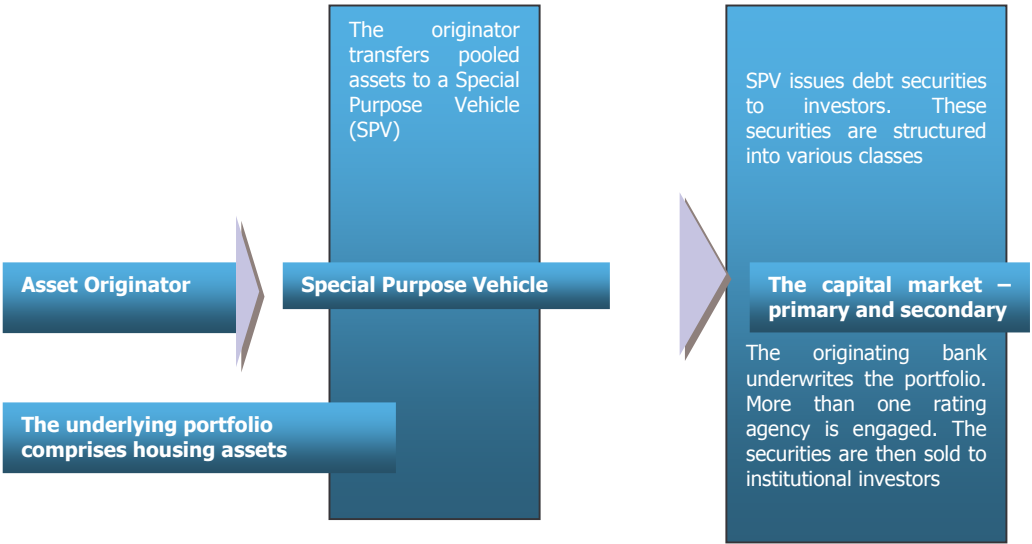 The originator
transfers pooled
assets to a Special
Purpose Vehicle
(SPV)
SPV issues debt securities
to investors. These
securities are structured
into various classes
Asset Originator
Special Purpose Vehicle
The capital market –
primary and secondary
The underlying portfolio
comprises housing assets
The originating bank
underwrites the portfolio.
More than one rating
agency is engaged. The
securities are then sold to
institutional investors